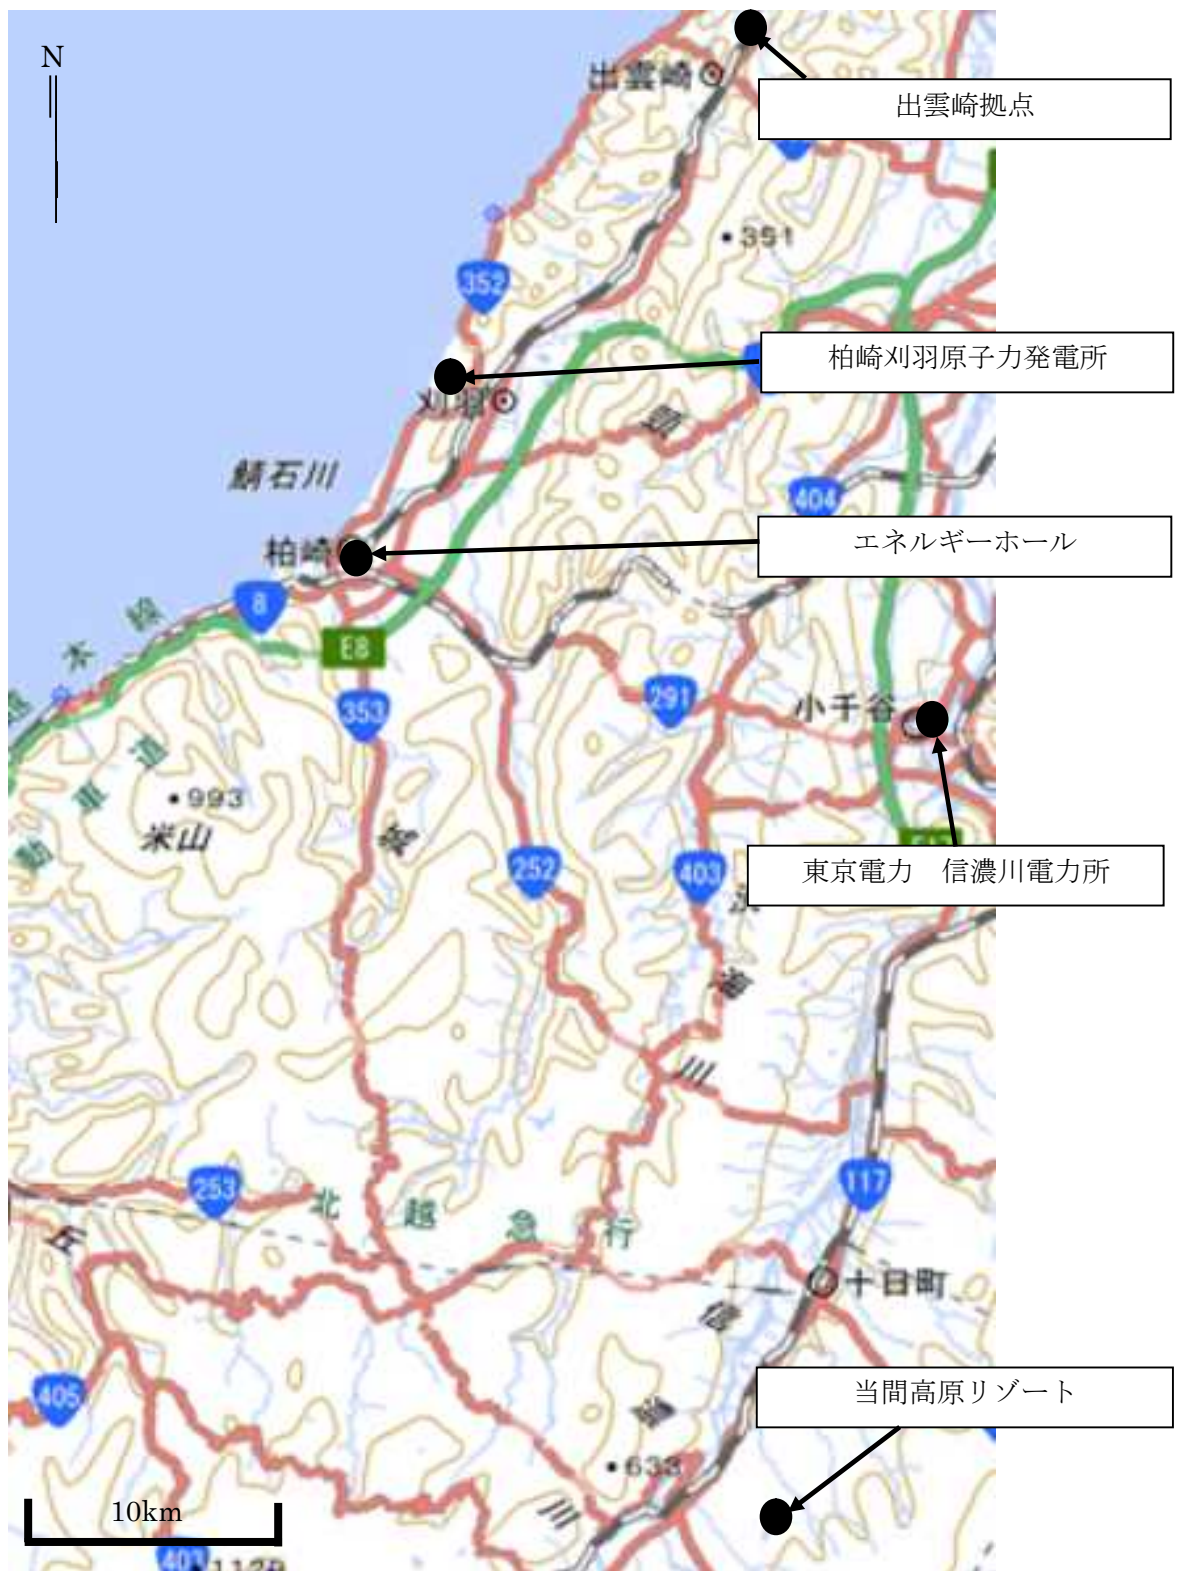 N
出雲崎
出雲崎拠点
351
352
柏崎刈羽原子力発電所
刈羽
鯖石川
404
エネルギーホール
柏崎
8
E8
291
353
小千谷
993
米山
252
403
東京電力　信濃川電力所
川
253
117
北越急行
十日町
405
当間高原リゾート
633
川
10km
403
1129